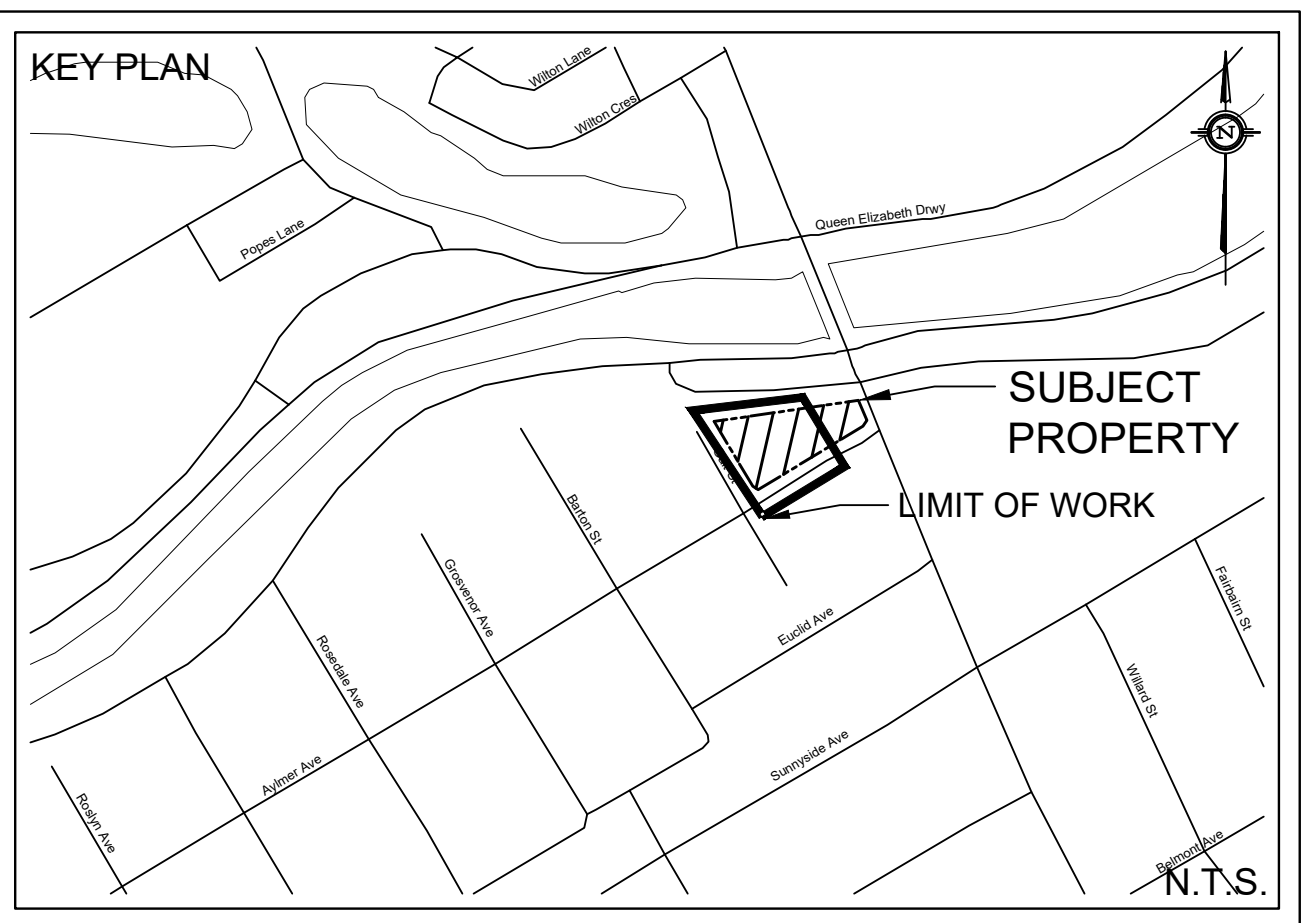 KEY PLAN
Wilton Lane
Wilton Cres
N
Queen Elizabeth Drwy
Popes Lane
SUBJECT
PROPERTY
LIMIT OF WORK
Barton St
Grosvenor Ave
Fairbairn St
Euclid Ave
Rosedale Ave
Willard St
Sunnyside Ave
Aylmer Ave
Roslyn Ave
Belmont Ave
N.T.S.